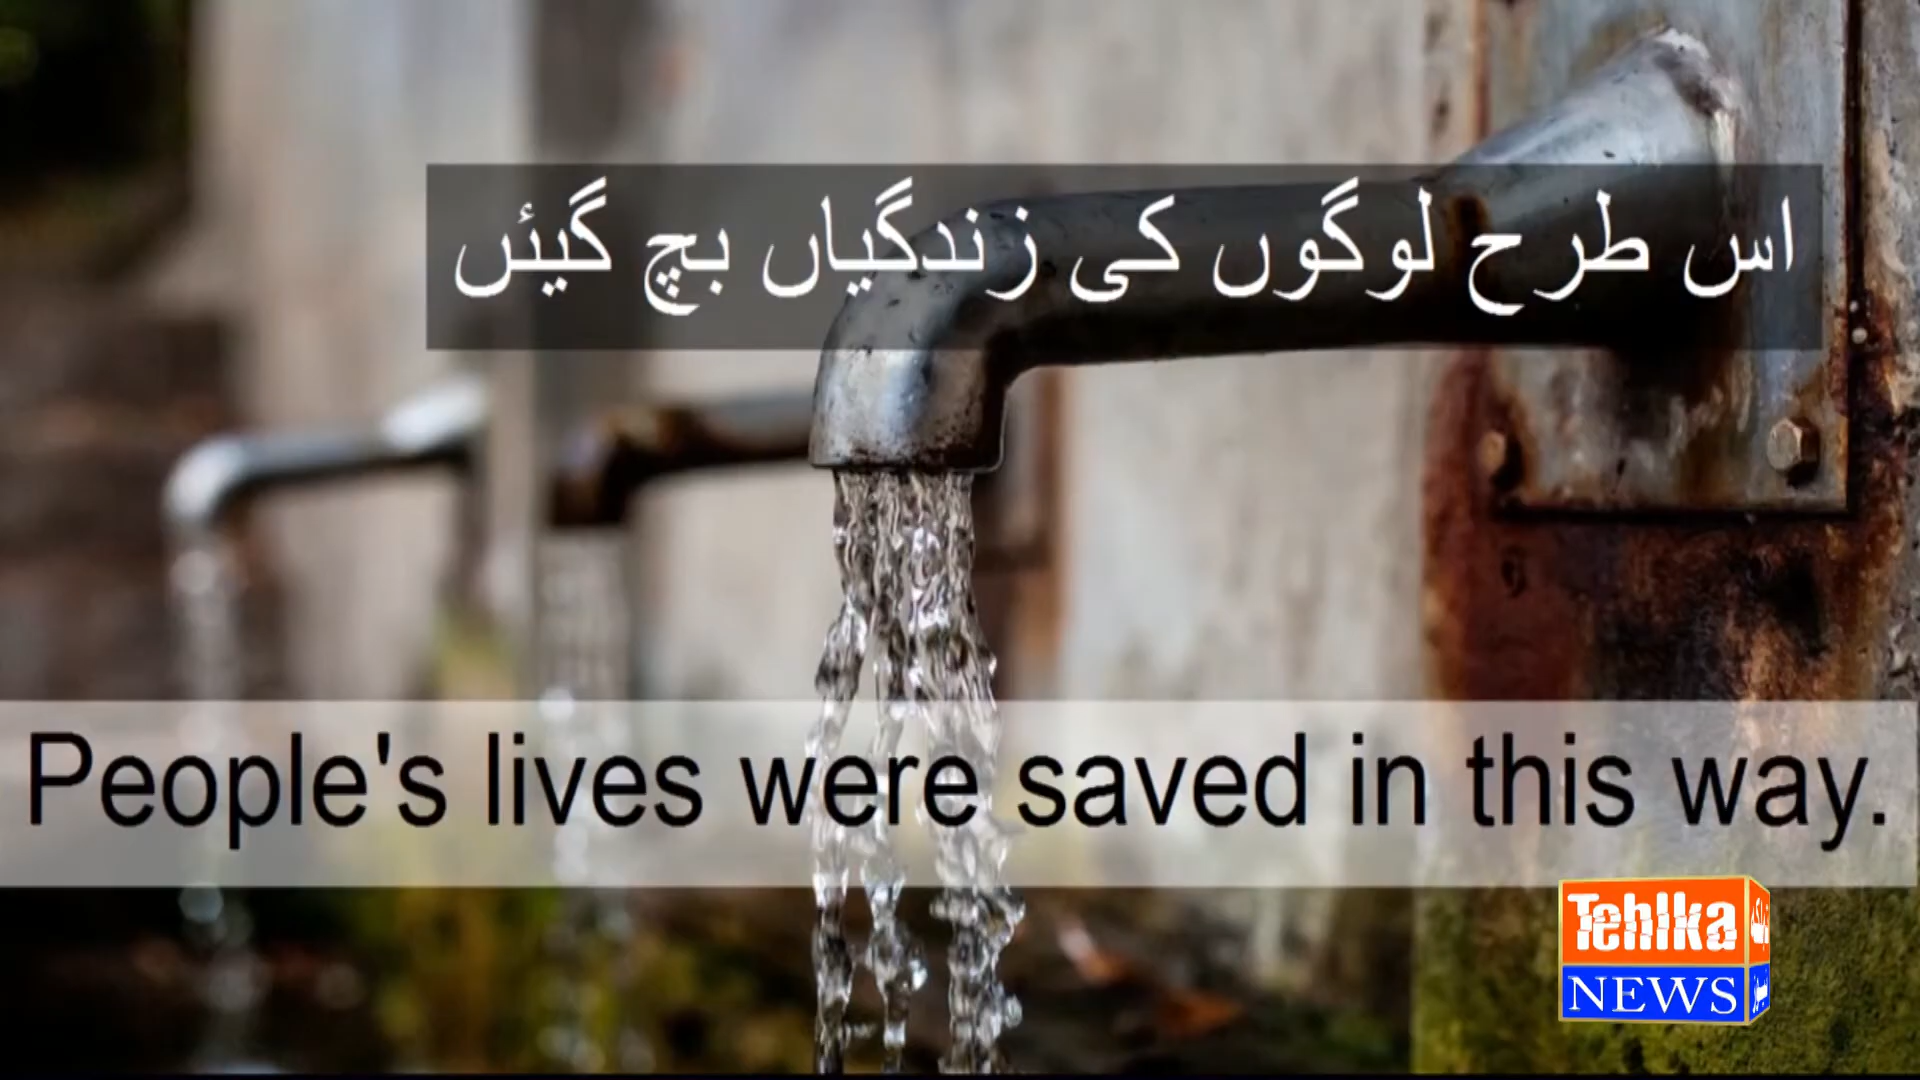 اس طرح لوگوں کی زندگیاں بچ گیئں
People's lives were saved in this way.
Tehlka
NEWS